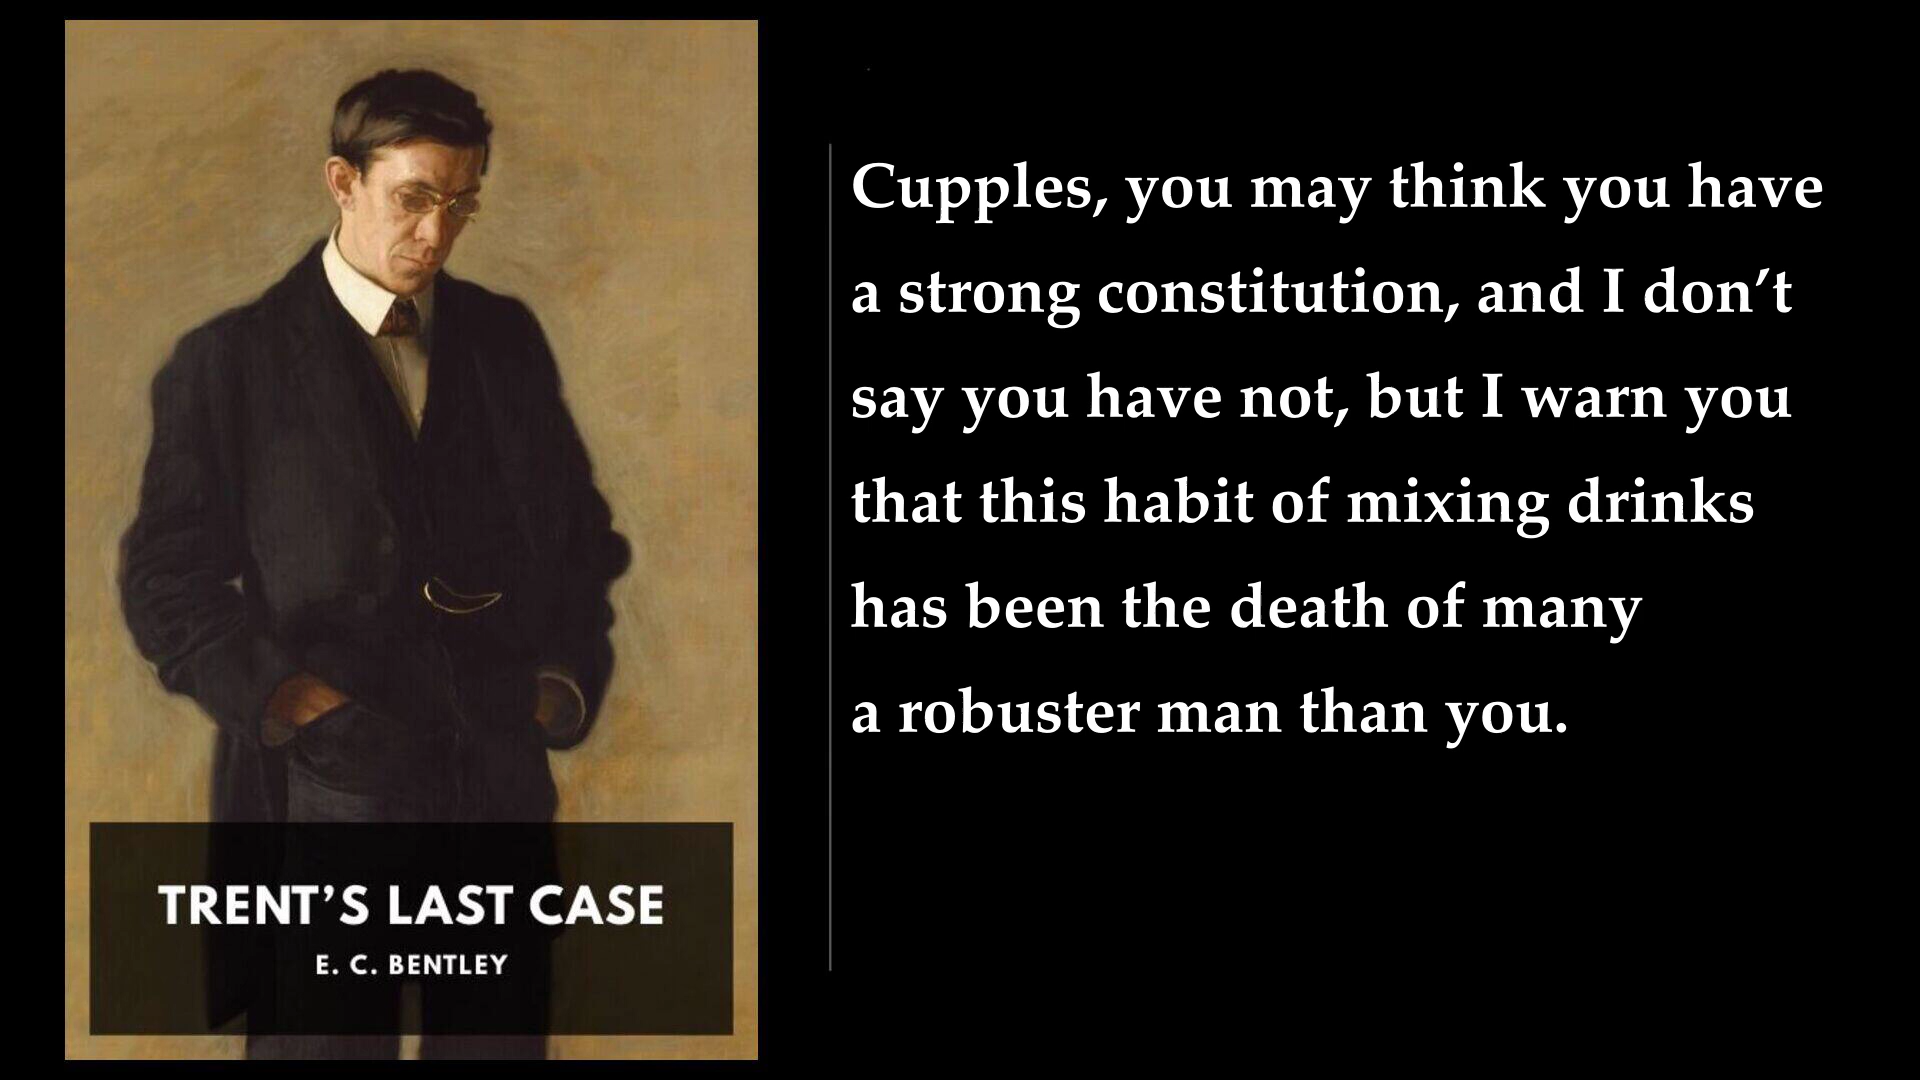 TRENT’S LAST CASE
E. C. BENTLEY
Cupples, you may think you have
a strong constitution, and I don’t
say you have not, but I warn you
that this habit of mixing drinks
has been the death of many
a robuster man than you.